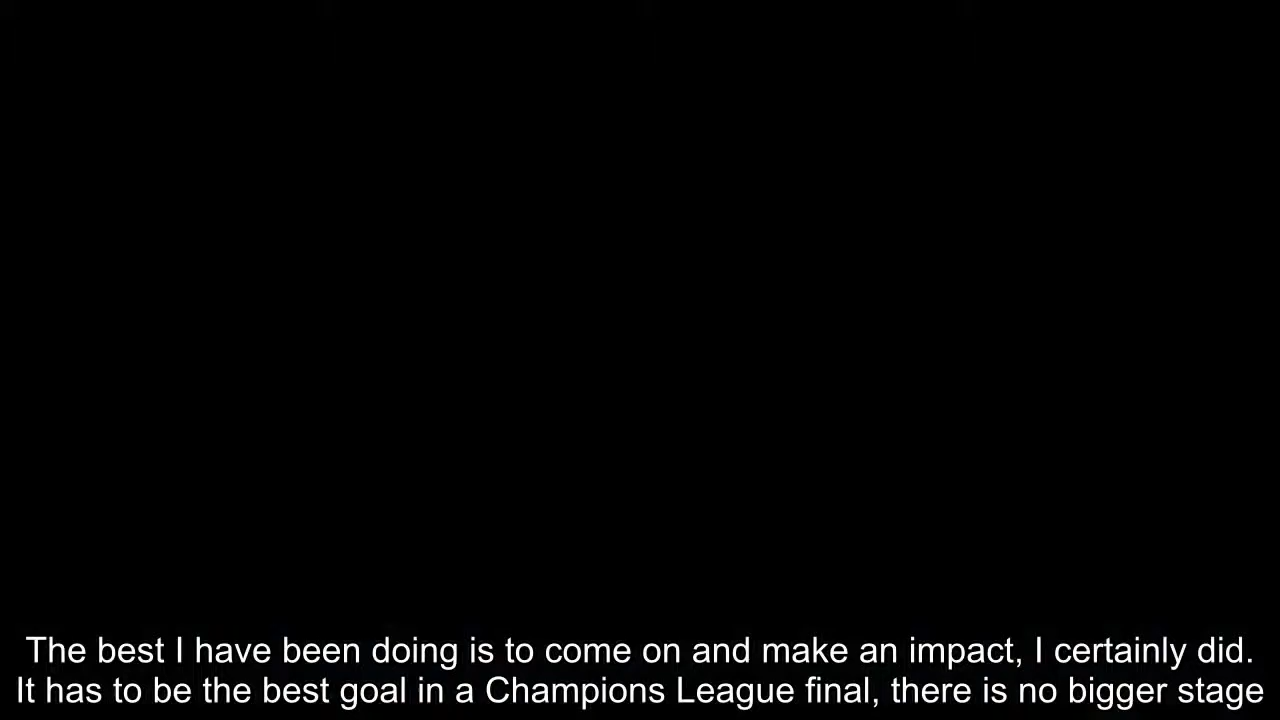 The best I have been doing is to come on and make an impact, I certainly did.
It has to be the best goal in a Champions League final, there is no bigger stage